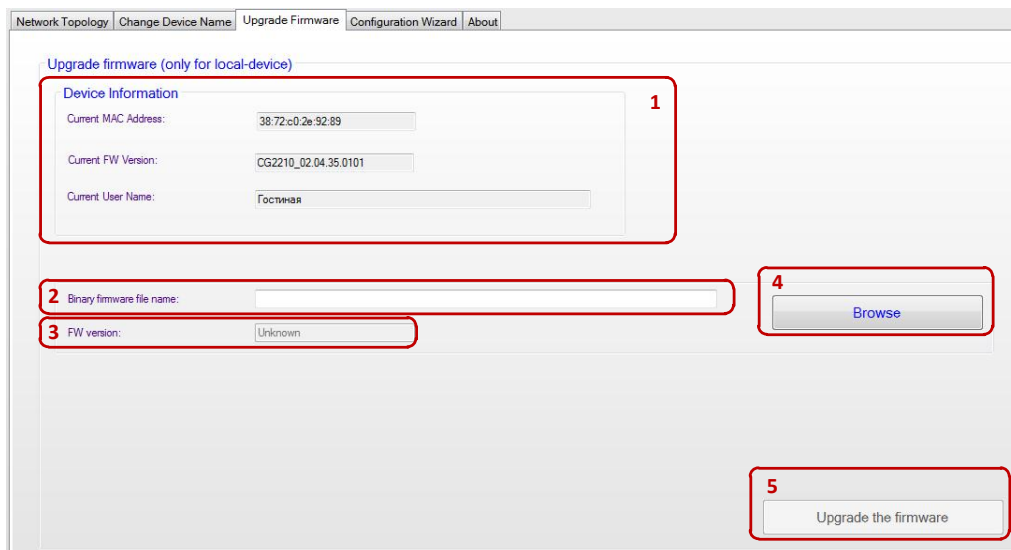 Network Topology Change Device Name Upgrade Firmware Configuration Wizard About
Upgrade firmware (only for local-device)
Device Information
1
Current MAC Address: 38:72:c0:2e:92:89
Current FW Version: CG2210_02.04.35.0101
Current User Name: Гостиная
2 Binary firmware file name:
4
Browse
3 FW version: Unknown
5
Upgrade the firmware